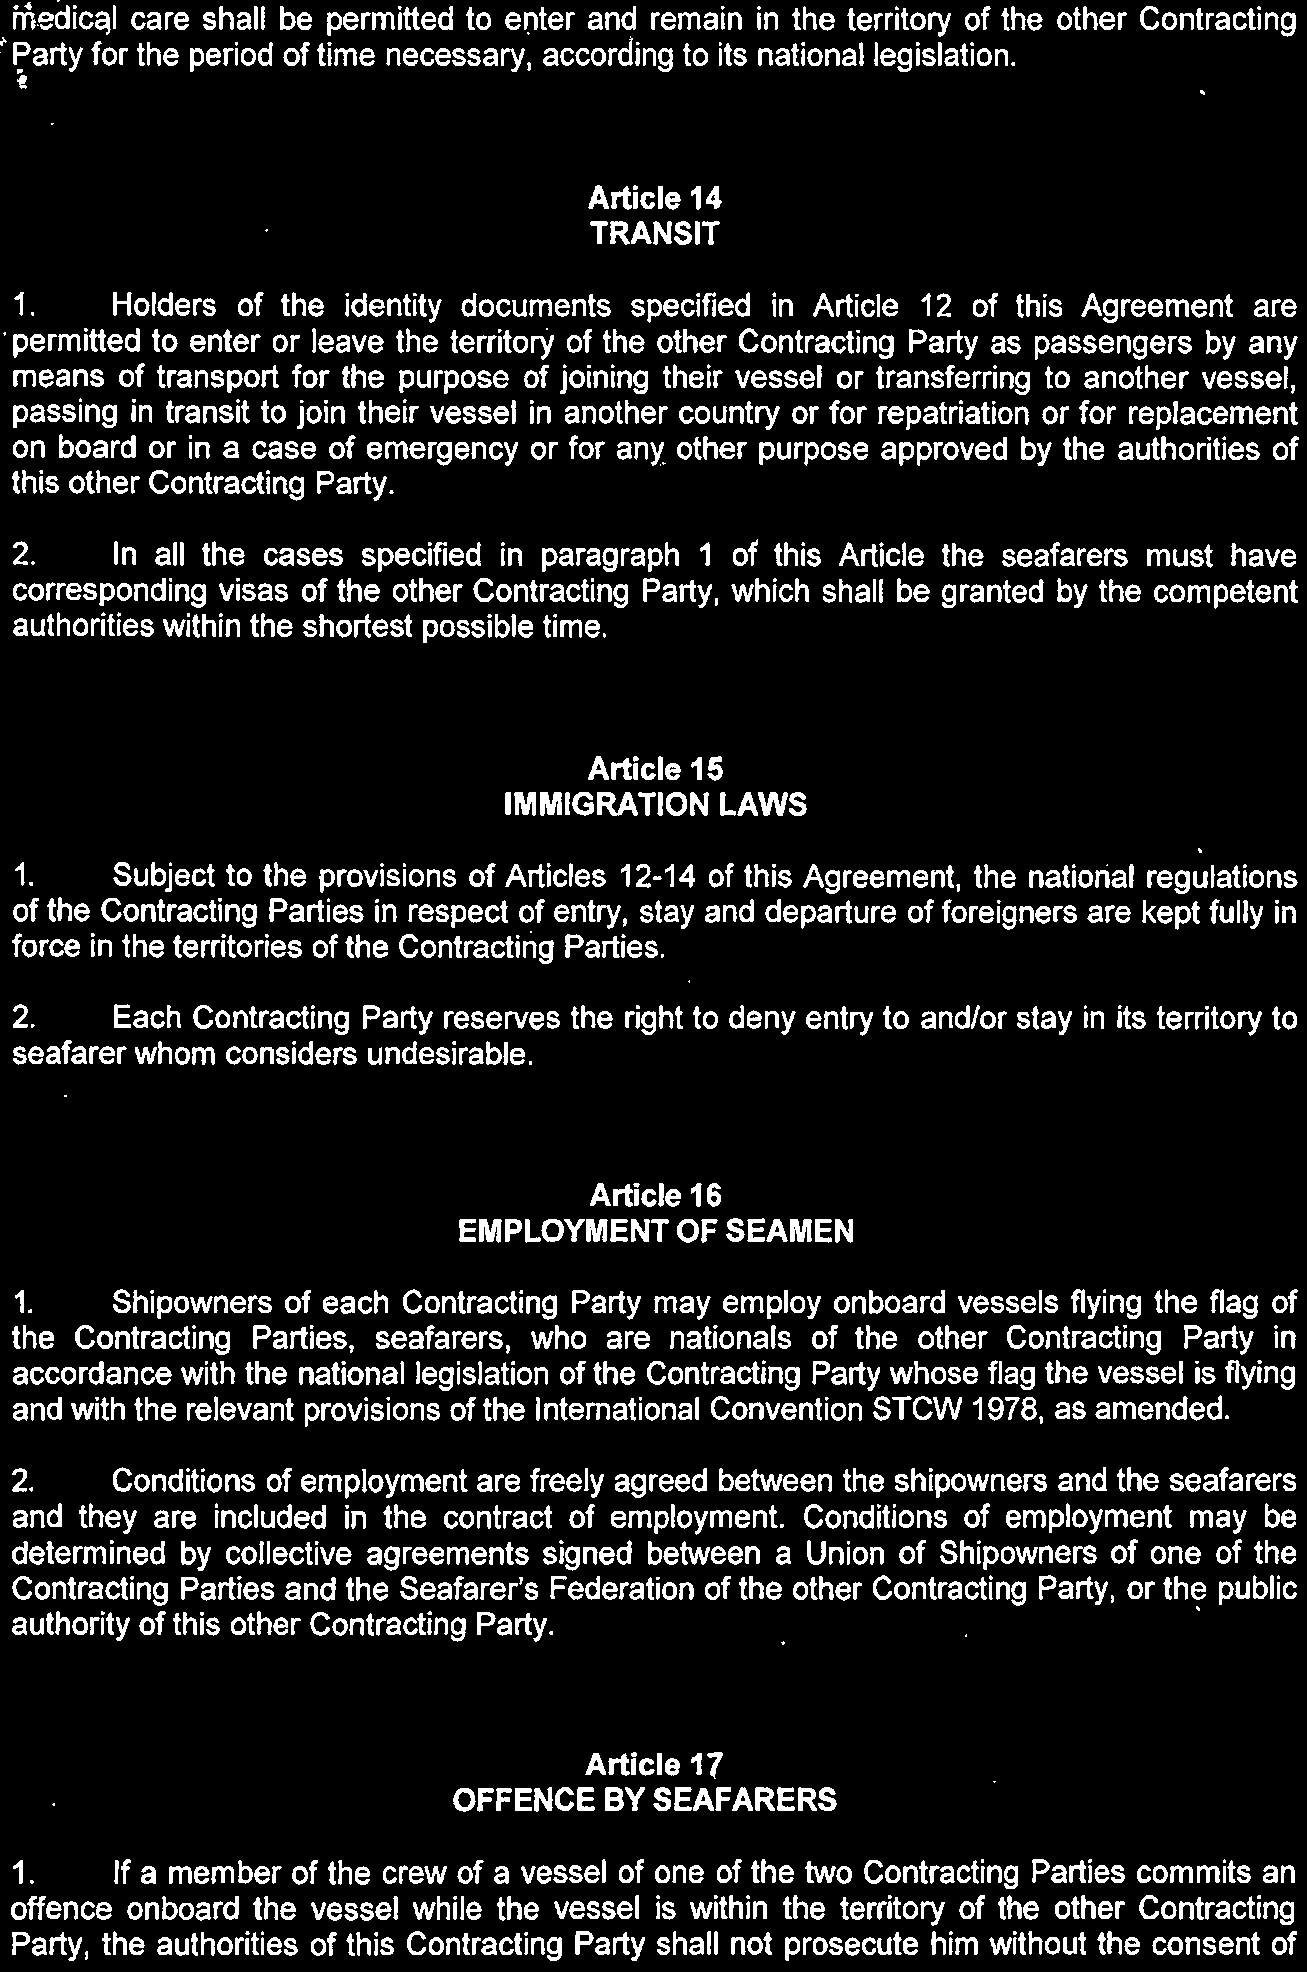 medical care shall be permitted to enter and remain in the territory of the other Contracting
Party for the period of time necessary, according to its national legislation.
Article 14
TRANSIT
1. Holders of the identity documents specified in Article 12 of this Agreement are
permitted to enter or leave the territory of the other Contracting Party as passengers by any
means of transport for the purpose of joining their vessel or transferring to another vessel,
passing in transit to join their vessel in another country or for repatriation or for replacement
on board or in a case of emergency or for any other purpose approved by the authorities of
this other Contracting Party.
2. In all the cases specified in paragraph 1 of this Article the seafarers must have
corresponding visas of the other Contracting Party, which shall be granted by the competent
authorities within the shortest possible time.
Article 15
IMMIGRATION LAWS
1. Subject to the provisions of Articles 12-14 of this Agreement, the national regulations
of the Contracting Parties in respect of entry, stay and departure of foreigners are kept fully in
force in the territories of the Contracting Parties.
2. Each Contracting Party reserves the right to deny entry to and/or stay in its territory to
seafarer whom considers undesirable.
Article 16
EMPLOYMENT OF SEAMEN
1. Shipowners of each Contracting Party may employ onboard vessels flying the flag of
the Contracting Parties, seafarers, who are nationals of the other Contracting Party in
accordance with the national legislation of the Contracting Party whose flag the vessel is flying
and with the relevant provisions of the International Convention STCW 1978, as amended.
2. Conditions of employment are freely agreed between the shipowners and the seafarers
and they are included in the contract of employment. Conditions of employment may be
determined by collective agreements signed between a Union of Shipowners of one of the
Contracting Parties and the Seafarer's Federation of the other Contracting Party, or the public
authority of this other Contracting Party.
Article 17
OFFENCE BY SEAFARERS
1. If a member of the crew of a vessel of one of the two Contracting Parties commits an
offence onboard the vessel while the vessel is within the territory of the other Contracting
Party, the authorities of this Contracting Party shall not prosecute him without the consent of